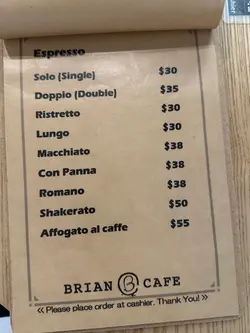 Espresso
Solo (Single) $30
Doppio (Double) $35
Ristretto $30
Lungo $30
Macchiato $38
Con Panna $38
Romano $38
Shakerato $50
Affogato al caffe $55
BRIAN B CAFE
<< Please place order at cashier. Thank You! >>